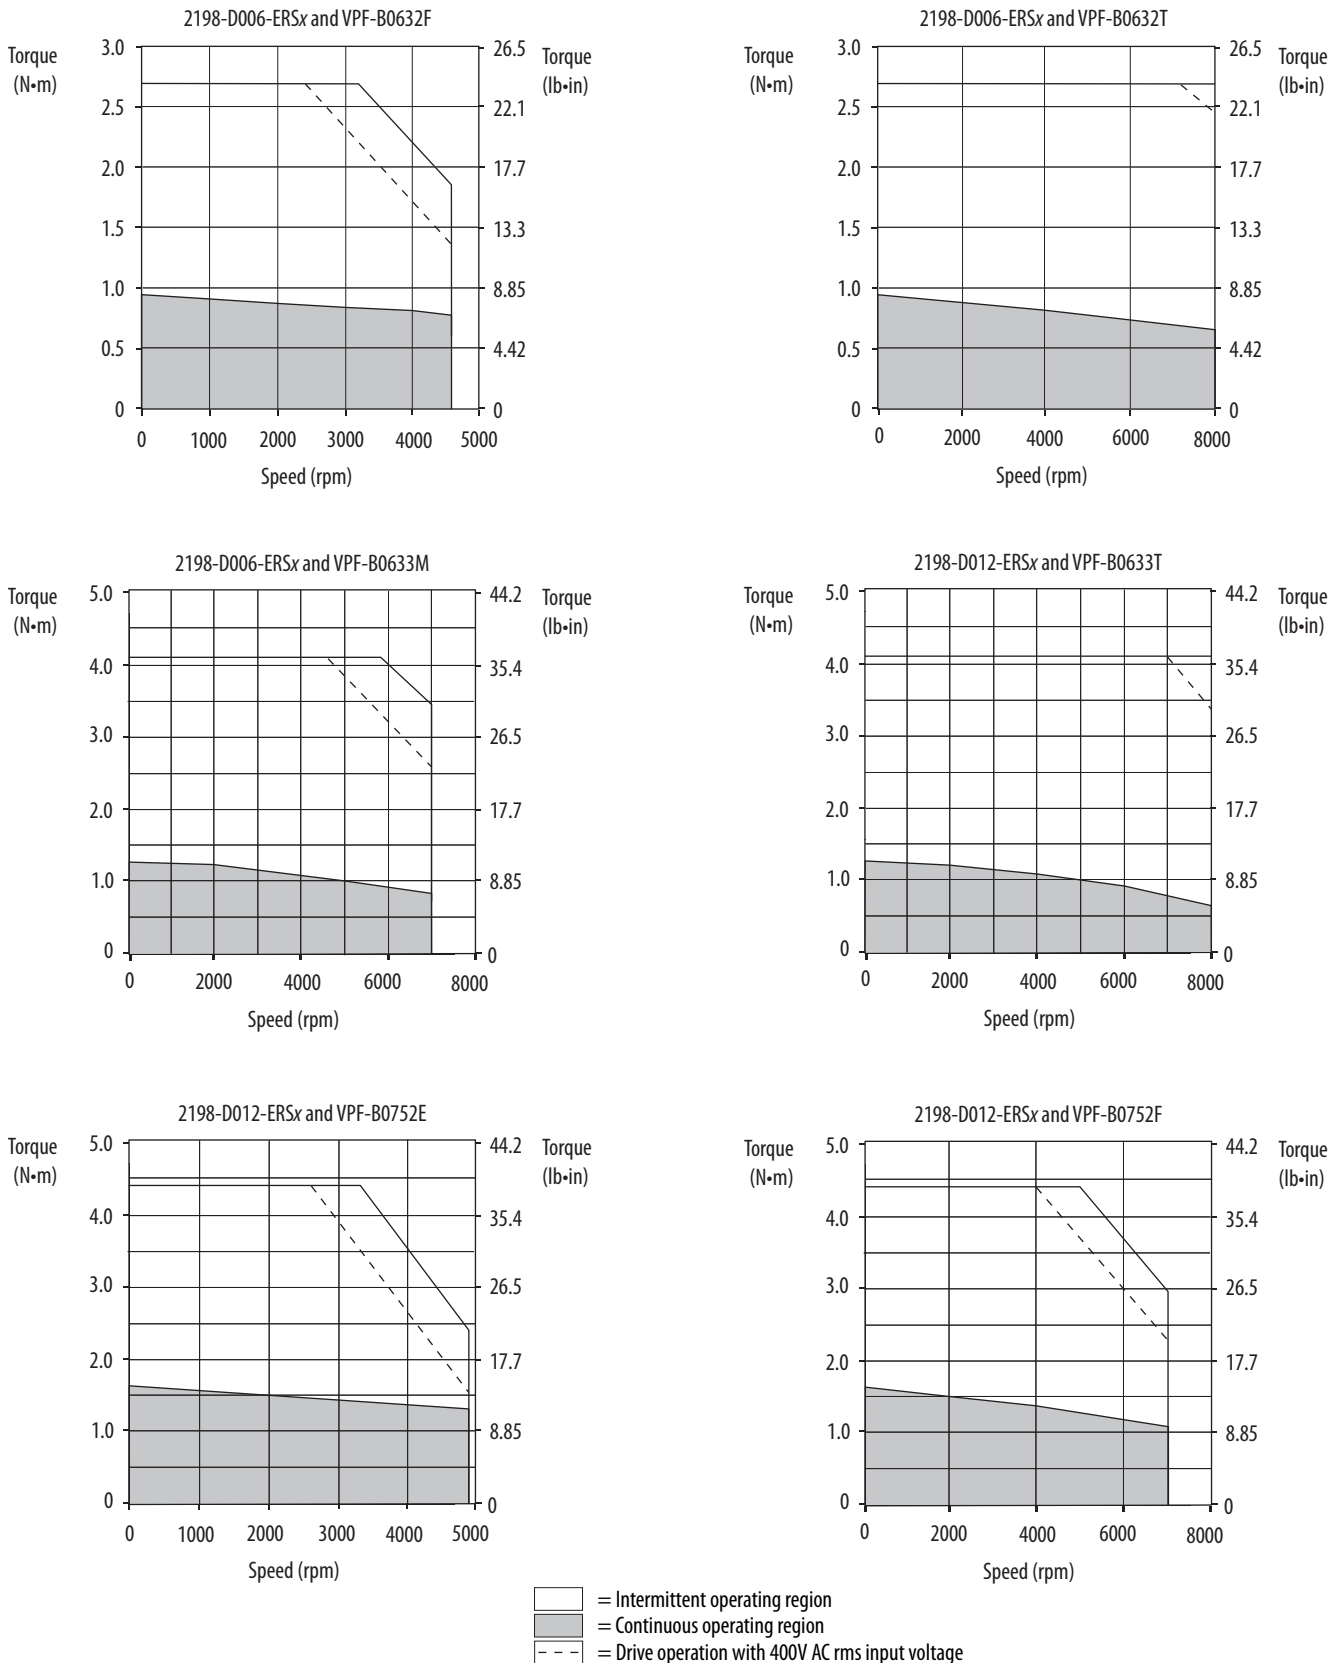 2198-D006-ERSx and VPF-B0632F
Torque
(N•m)
3.0
2.5
2.0
1.5
1.0
0.5
0
26.5
22.1
17.7
13.3
8.85
4.42
0
Torque
(lb•in)
0 1000 2000 3000 4000 5000
Speed (rpm)
2198-D006-ERSx and VPF-B0632T
Torque
(N•m)
3.0
2.5
2.0
1.5
1.0
0.5
0
26.5
22.1
17.7
13.3
8.85
4.42
0
Torque
(lb•in)
0 2000 4000 6000 8000
Speed (rpm)
2198-D006-ERSx and VPF-B0633M
Torque
(N•m)
5.0
4.0
3.0
2.0
1.0
0
44.2
35.4
26.5
17.7
8.85
0
Torque
(lb•in)
0 2000 4000 6000 8000
Speed (rpm)
2198-D012-ERSx and VPF-B0633T
Torque
(N•m)
5.0
4.0
3.0
2.0
1.0
0
44.2
35.4
26.5
17.7
8.85
0
Torque
(lb•in)
0 2000 4000 6000 8000
Speed (rpm)
2198-D012-ERSx and VPF-B0752E
Torque
(N•m)
5.0
4.0
3.0
2.0
1.0
0
44.2
35.4
26.5
17.7
8.85
0
Torque
(lb•in)
0 1000 2000 3000 4000 5000
Speed (rpm)
2198-D012-ERSx and VPF-B0752F
Torque
(N•m)
5.0
4.0
3.0
2.0
1.0
0
44.2
35.4
26.5
17.7
8.85
0
Torque
(lb•in)
0 2000 4000 6000 8000
Speed (rpm)
= Intermittent operating region
= Continuous operating region
= Drive operation with 400V AC rms input voltage